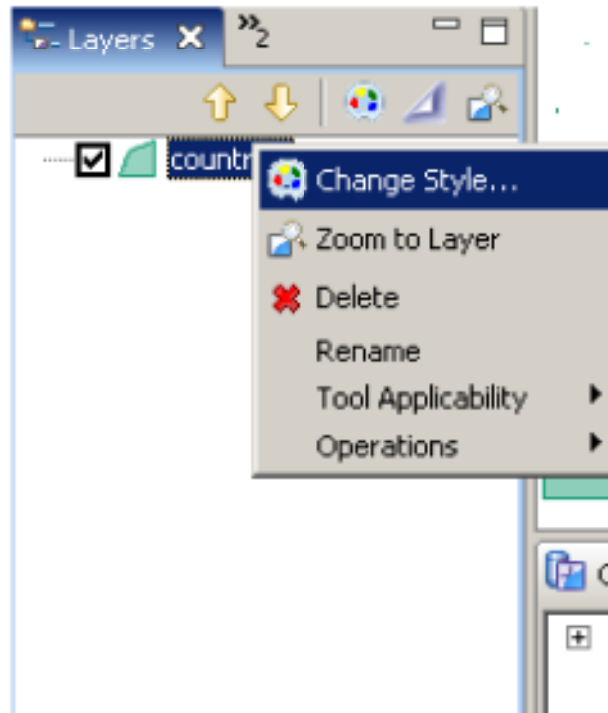 Layers
»2
countr
Change Style...
Zoom to Layer
Delete
Rename
Tool Applicability
Operations